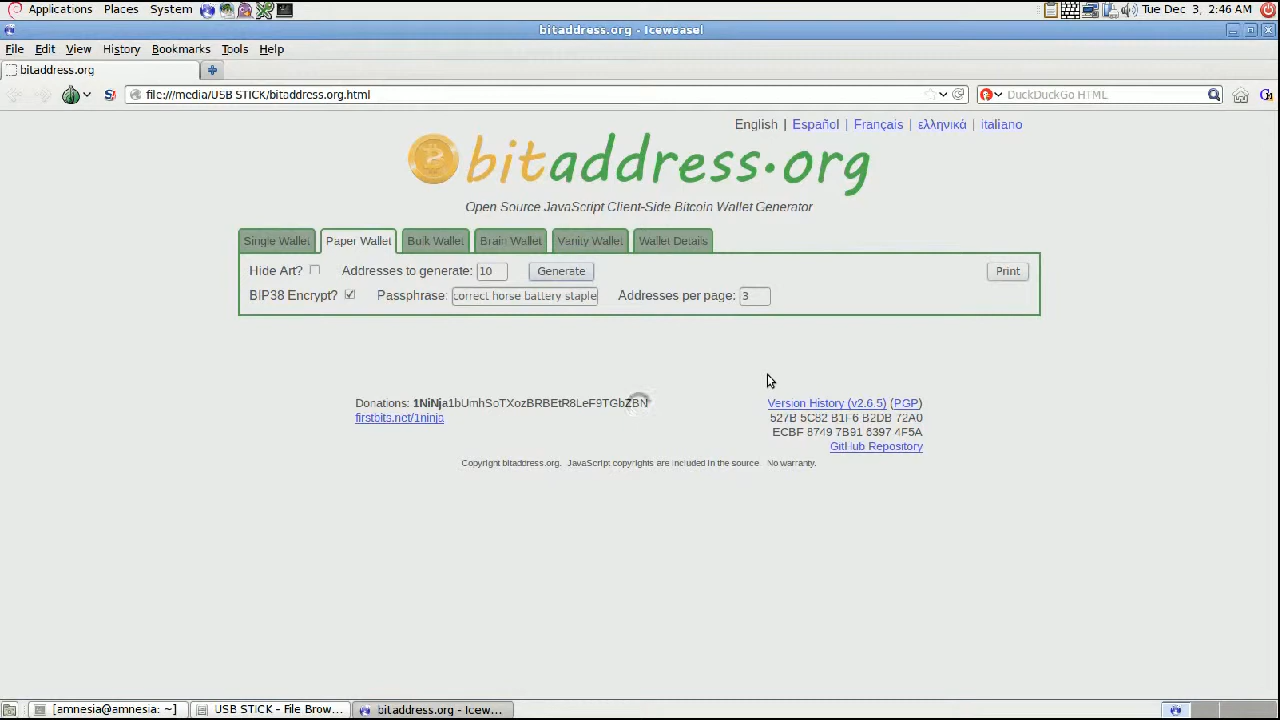 Applications Places System Tue Dec 3, 2:46 AM
bitaddress.org - Iceweasel
File Edit View History Bookmarks Tools Help
bitaddress.org
file:///media/USB STICK/bitaddress.org.html DuckDuckGo HTML
English | Español | Français | ελληνικά | italiano
bitaddress.org
Open Source JavaScript Client-Side Bitcoin Wallet Generator
Single Wallet Paper Wallet Bulk Wallet Brain Wallet Vanity Wallet Wallet Details
Hide Art? Addresses to generate: 10 Generate Print
BIP38 Encrypt? Passphrase: correct horse battery staple Addresses per page: 3
Donations: 1NiNja1bUmhSoTXozBRBEtR8LeF9TGbZBN Version History (v2.6.5) (PGP)
firstbits.net/1ninja 527B 5C82 B1F6 B2DB 72A0
ECBF 8749 7B91 6397 4F5A
GitHub Repository
Copyright bitaddress.org. JavaScript copyrights are included in the source. No warranty.
[amnesia@amnesia: ~] USB STICK - File Brow... bitaddress.org - Icew...